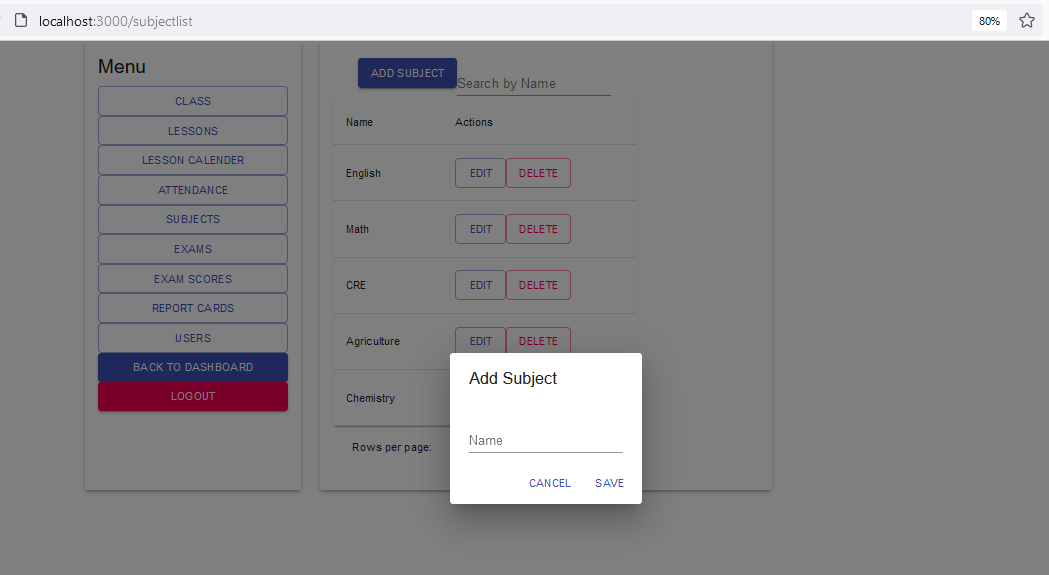 localhost:3000/subjectlist
80%
Menu
CLASS
LESSONS
LESSON CALENDER
ATTENDANCE
SUBJECTS
EXAMS
EXAM SCORES
REPORT CARDS
USERS
BACK TO DASHBOARD
LOGOUT
ADD SUBJECT
Search by Name
Name Actions
English EDIT DELETE
Math EDIT DELETE
CRE EDIT DELETE
Agriculture EDIT DELETE
Chemistry
Rows per page:
Add Subject
Name
CANCEL SAVE